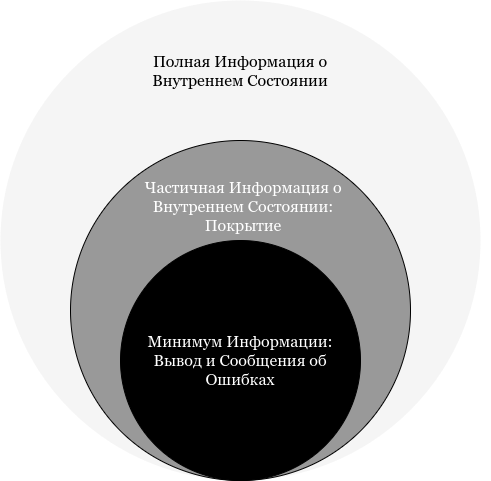 Полная Информация о
Внутреннем Состоянии
Частичная Информация о
Внутреннем Состоянии:
Покрытие
Минимум Информации:
Вывод и Сообщения об
Ошибках